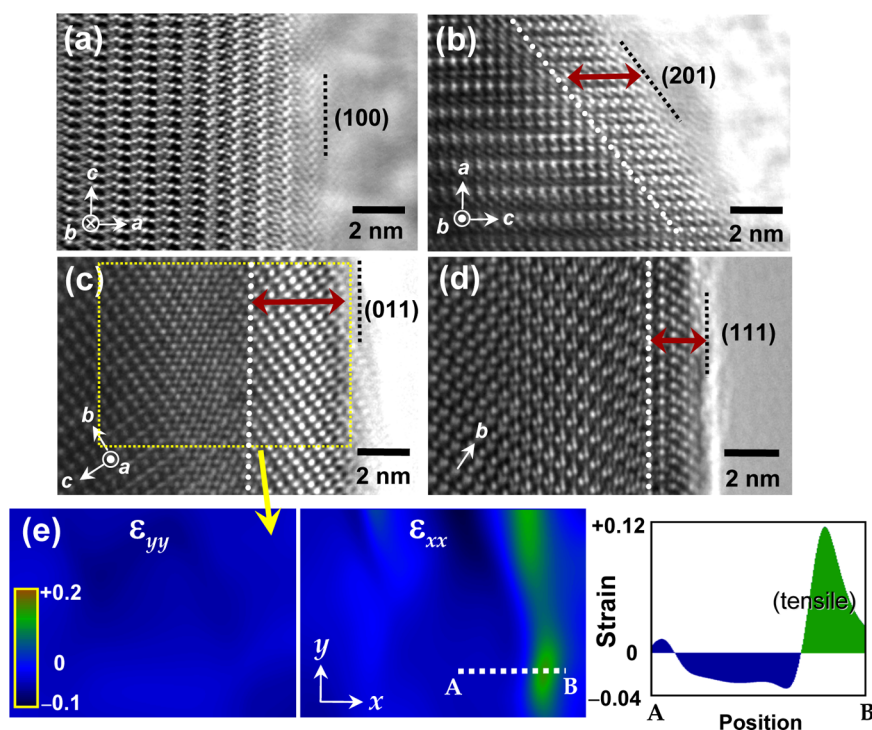 (a)
(100)
c
b
a
2 nm
(b)
(201)
a
b
c
2 nm
(c)
(011)
b
a
c
2 nm
(d)
(111)
b
2 nm
(e)
εyy
+0.2
0
−0.1
εxx
y
x
A
B
+0.12
Strain
(tensile)
0
−0.04
A
B
Position